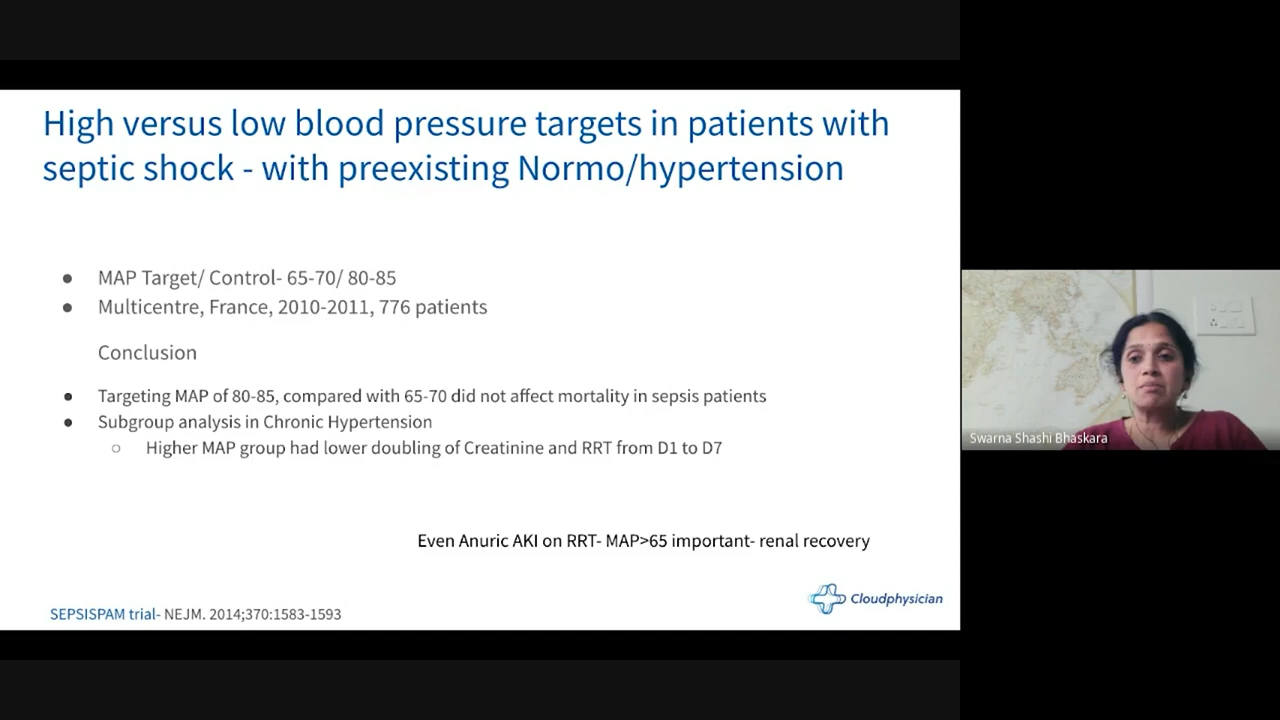 High versus low blood pressure targets in patients with
septic shock - with preexisting Normo/hypertension
● MAP Target/ Control- 65-70/ 80-85
● Multicentre, France, 2010-2011, 776 patients
Conclusion
● Targeting MAP of 80-85, compared with 65-70 did not affect mortality in sepsis patients
● Subgroup analysis in Chronic Hypertension
○ Higher MAP group had lower doubling of Creatinine and RRT from D1 to D7
Even Anuric AKI on RRT- MAP>65 important- renal recovery
SEPSISPAM trial- NEJM. 2014;370:1583-1593
Cloudphysician
Swarna Shashi Bhaskara